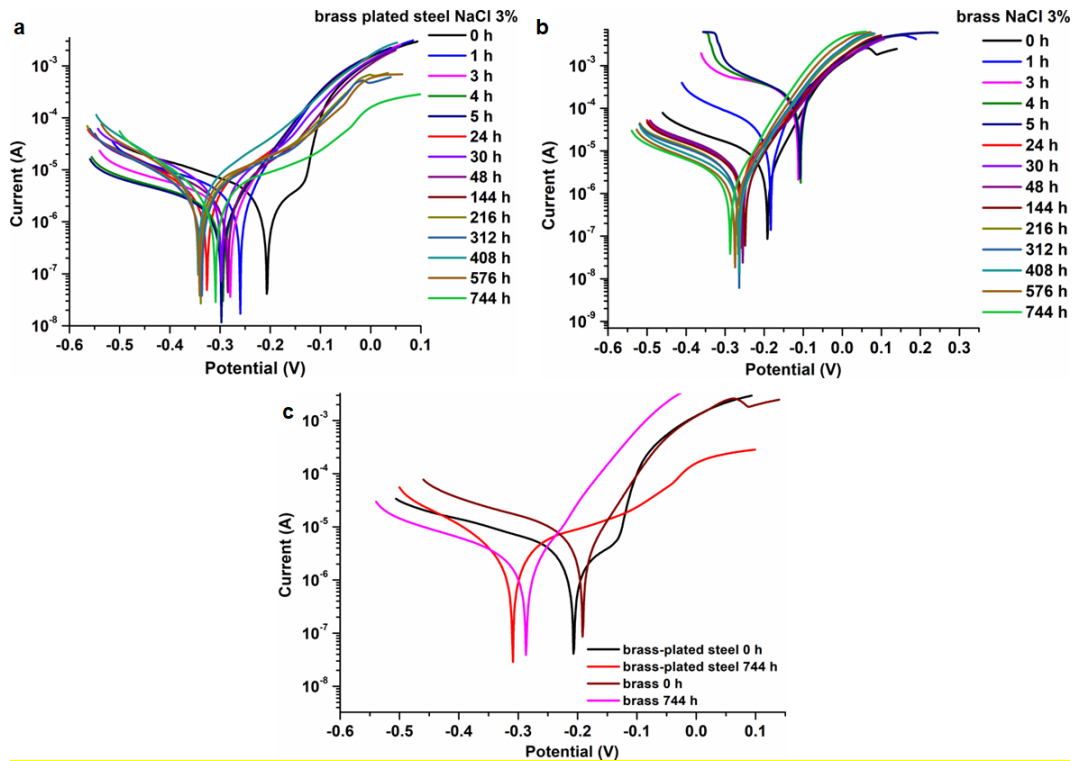 a
brass plated steel NaCl 3%
0 h
1 h
3 h
4 h
5 h
24 h
30 h
48 h
144 h
216 h
312 h
408 h
576 h
744 h
Current (A)
10⁻³
10⁻⁴
10⁻⁵
10⁻⁶
10⁻⁷
10⁻⁸
-0.6 -0.5 -0.4 -0.3 -0.2 -0.1 0.0 0.1
Potential (V)
b
brass NaCl 3%
0 h
1 h
3 h
4 h
5 h
24 h
30 h
48 h
144 h
216 h
312 h
408 h
576 h
744 h
Current (A)
10⁻²
10⁻³
10⁻⁴
10⁻⁵
10⁻⁶
10⁻⁷
10⁻⁸
10⁻⁹
-0.6 -0.5 -0.4 -0.3 -0.2 -0.1 0.0 0.1 0.2 0.3
Potential (V)
c
Current (A)
10⁻³
10⁻⁴
10⁻⁵
10⁻⁶
10⁻⁷
10⁻⁸
brass-plated steel 0 h
brass-plated steel 744 h
brass 0 h
brass 744 h
-0.6 -0.5 -0.4 -0.3 -0.2 -0.1 0.0 0.1
Potential (V)